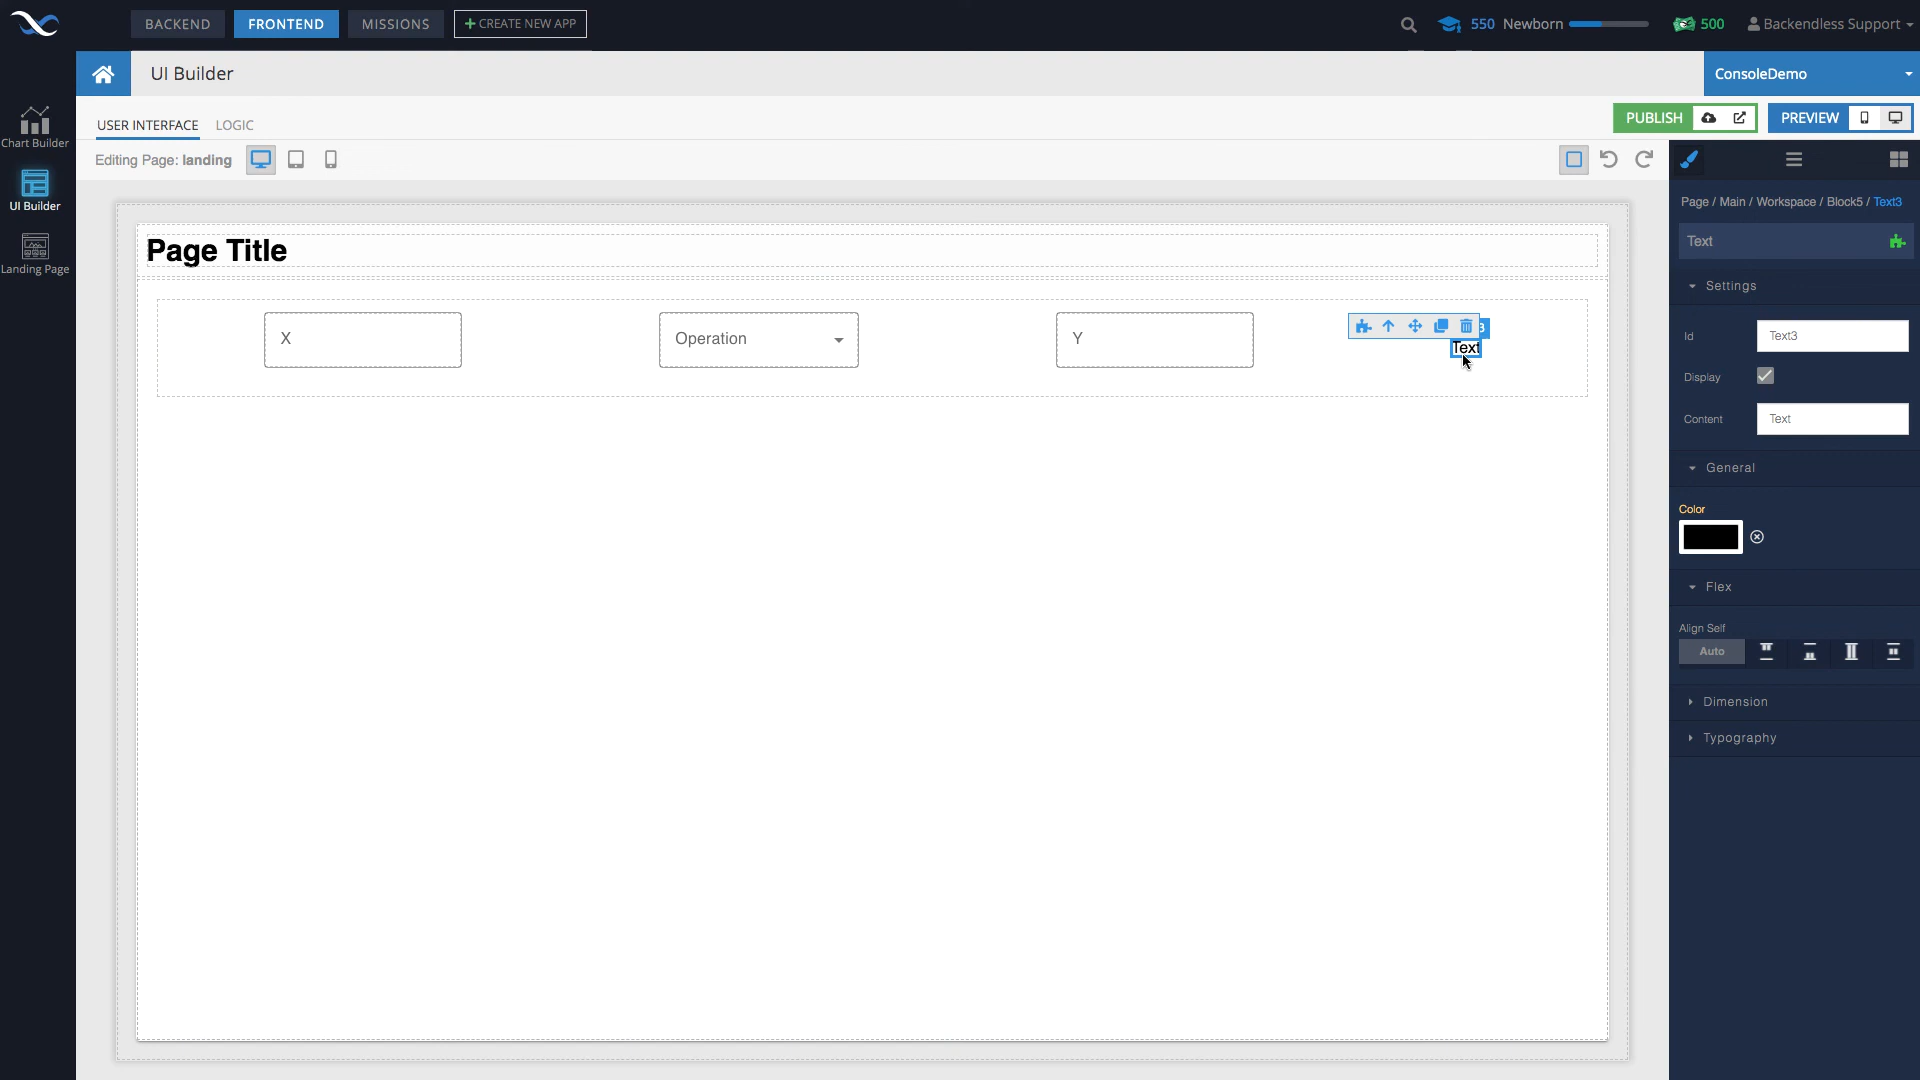 BACKEND
FRONTEND
MISSIONS
CREATE NEW APP
550 Newborn
500
Backendless Support
UI Builder
ConsoleDemo
USER INTERFACE
LOGIC
PUBLISH
PREVIEW
Chart Builder
UI Builder
Landing Page
Editing Page: landing
Page Title
X
Operation
Y
3
Text
Page / Main / Workspace / Block5 / Text3
Text
Settings
Id
Text3
Display
Content
Text
General
Color
Flex
Align Self
Auto
Dimension
Typography